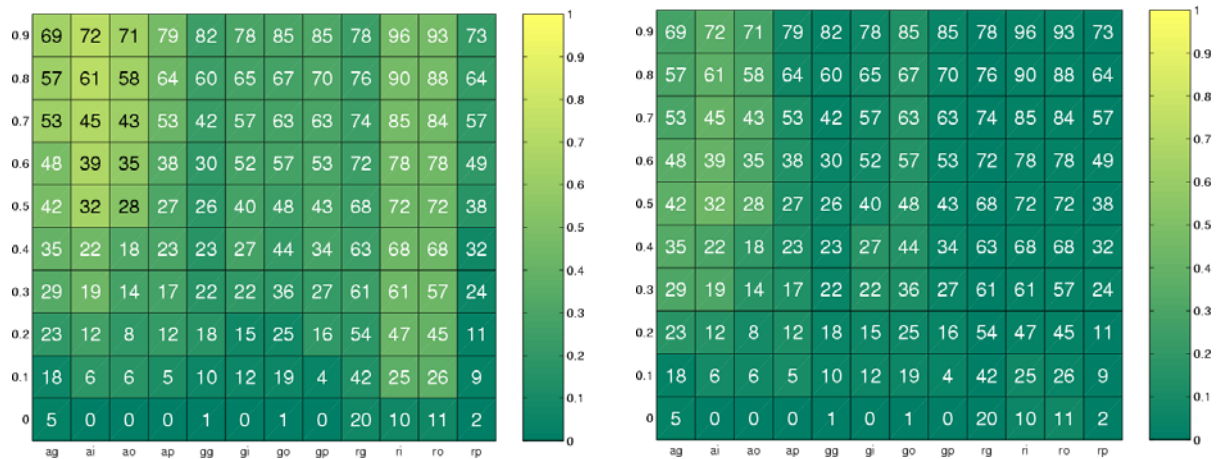 0.9 69 72 71 79 82 78 85 85 78 96 93 73
0.8 57 61 58 64 60 65 67 70 76 90 88 64
0.7 53 45 43 53 42 57 63 63 74 85 84 57
0.6 48 39 35 38 30 52 57 53 72 78 78 49
0.5 42 32 28 27 26 40 48 43 68 72 72 38
0.4 35 22 18 23 23 27 44 34 63 68 68 32
0.3 29 19 14 17 22 22 36 27 61 61 57 24
0.2 23 12 8 12 18 15 25 16 54 47 45 11
0.1 18 6 6 5 10 12 19 4 42 25 26 9
0 5 0 0 0 1 0 1 0 20 10 11 2
ag ai ao ap gg gi go gp rg ri ro rp
1
0.9
0.8
0.7
0.6
0.5
0.4
0.3
0.2
0.1
0
0.9 69 72 71 79 82 78 85 85 78 96 93 73
0.8 57 61 58 64 60 65 67 70 76 90 88 64
0.7 53 45 43 53 42 57 63 63 74 85 84 57
0.6 48 39 35 38 30 52 57 53 72 78 78 49
0.5 42 32 28 27 26 40 48 43 68 72 72 38
0.4 35 22 18 23 23 27 44 34 63 68 68 32
0.3 29 19 14 17 22 22 36 27 61 61 57 24
0.2 23 12 8 12 18 15 25 16 54 47 45 11
0.1 18 6 6 5 10 12 19 4 42 25 26 9
0 5 0 0 0 1 0 1 0 20 10 11 2
ag ai ao ap gg gi go gp rg ri ro rp
1
0.9
0.8
0.7
0.6
0.5
0.4
0.3
0.2
0.1
0